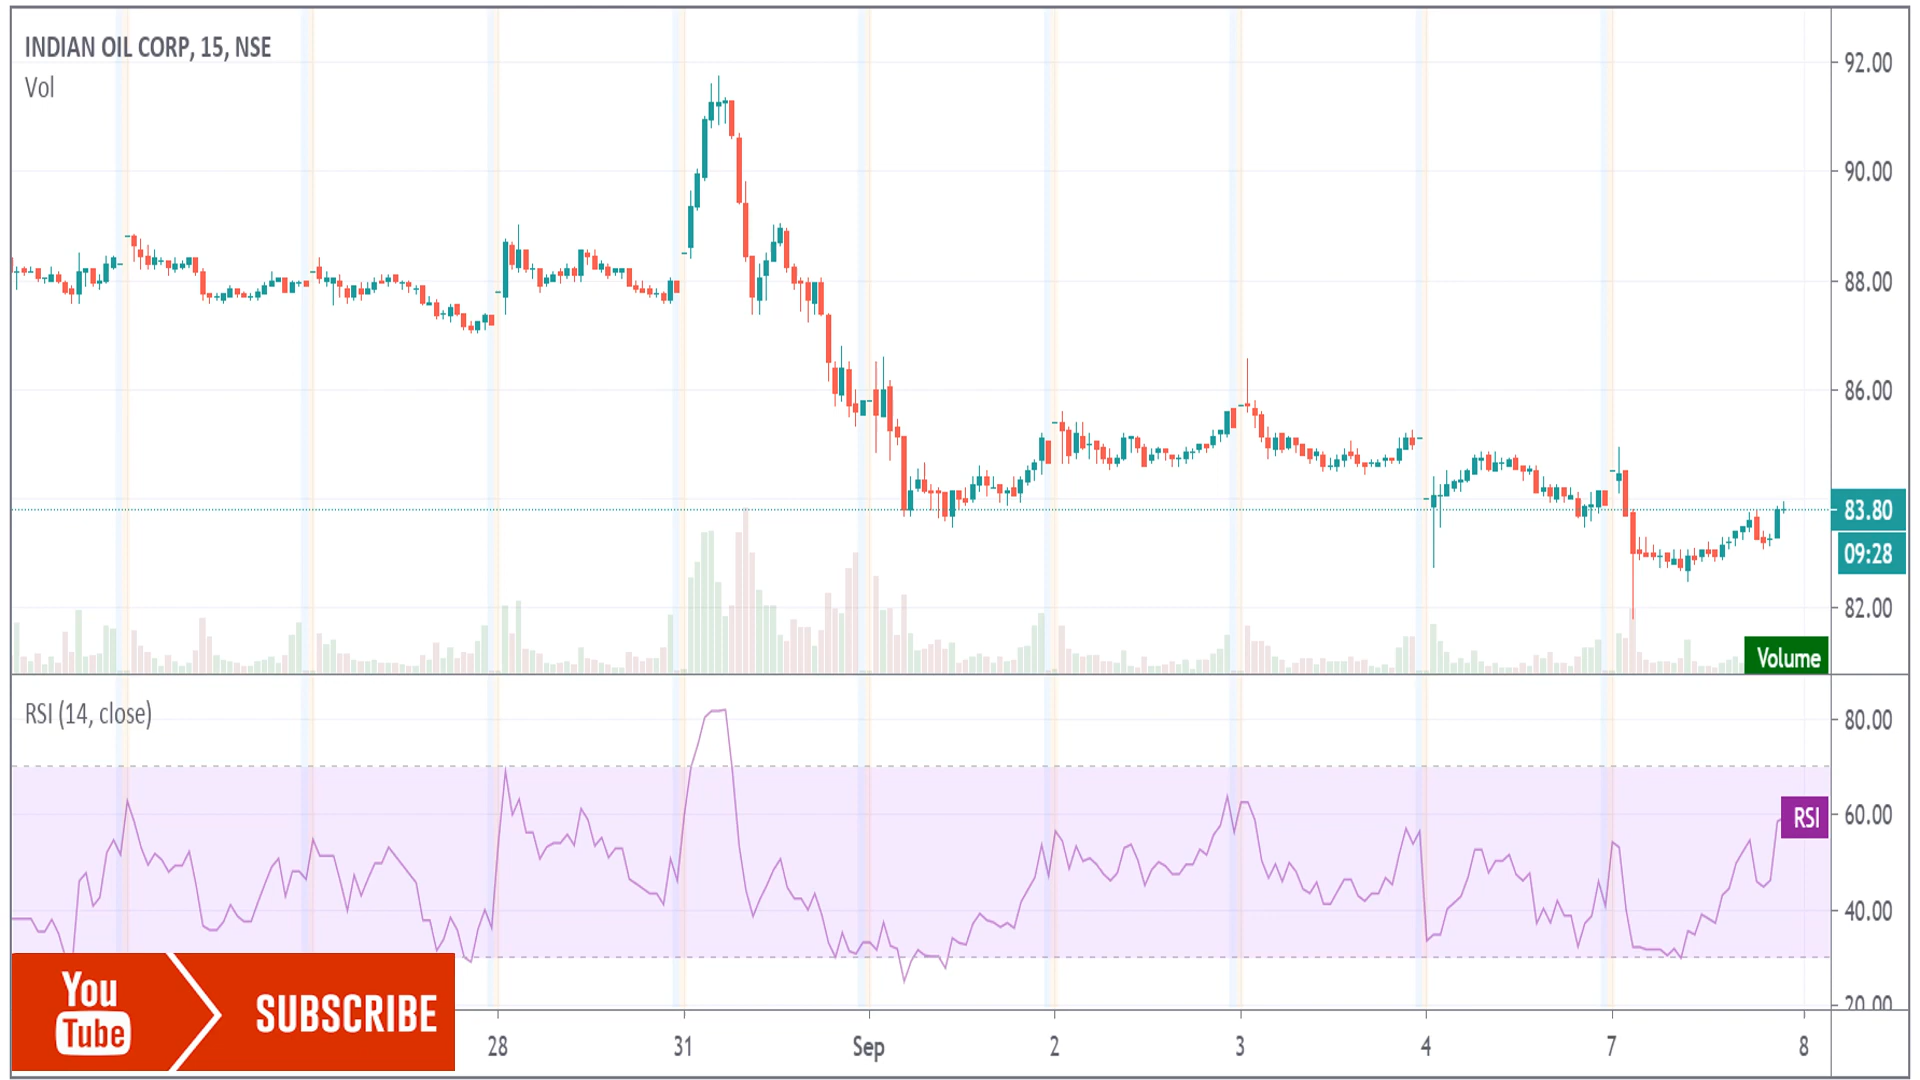 INDIAN OIL CORP, 15, NSE
Vol
92.00
90.00
88.00
86.00
83.80
09:28
82.00
Volume
RSI (14, close)
80.00
60.00
RSI
40.00
20.00
You
Tube
SUBSCRIBE
28
31
Sep
2
3
4
7
8